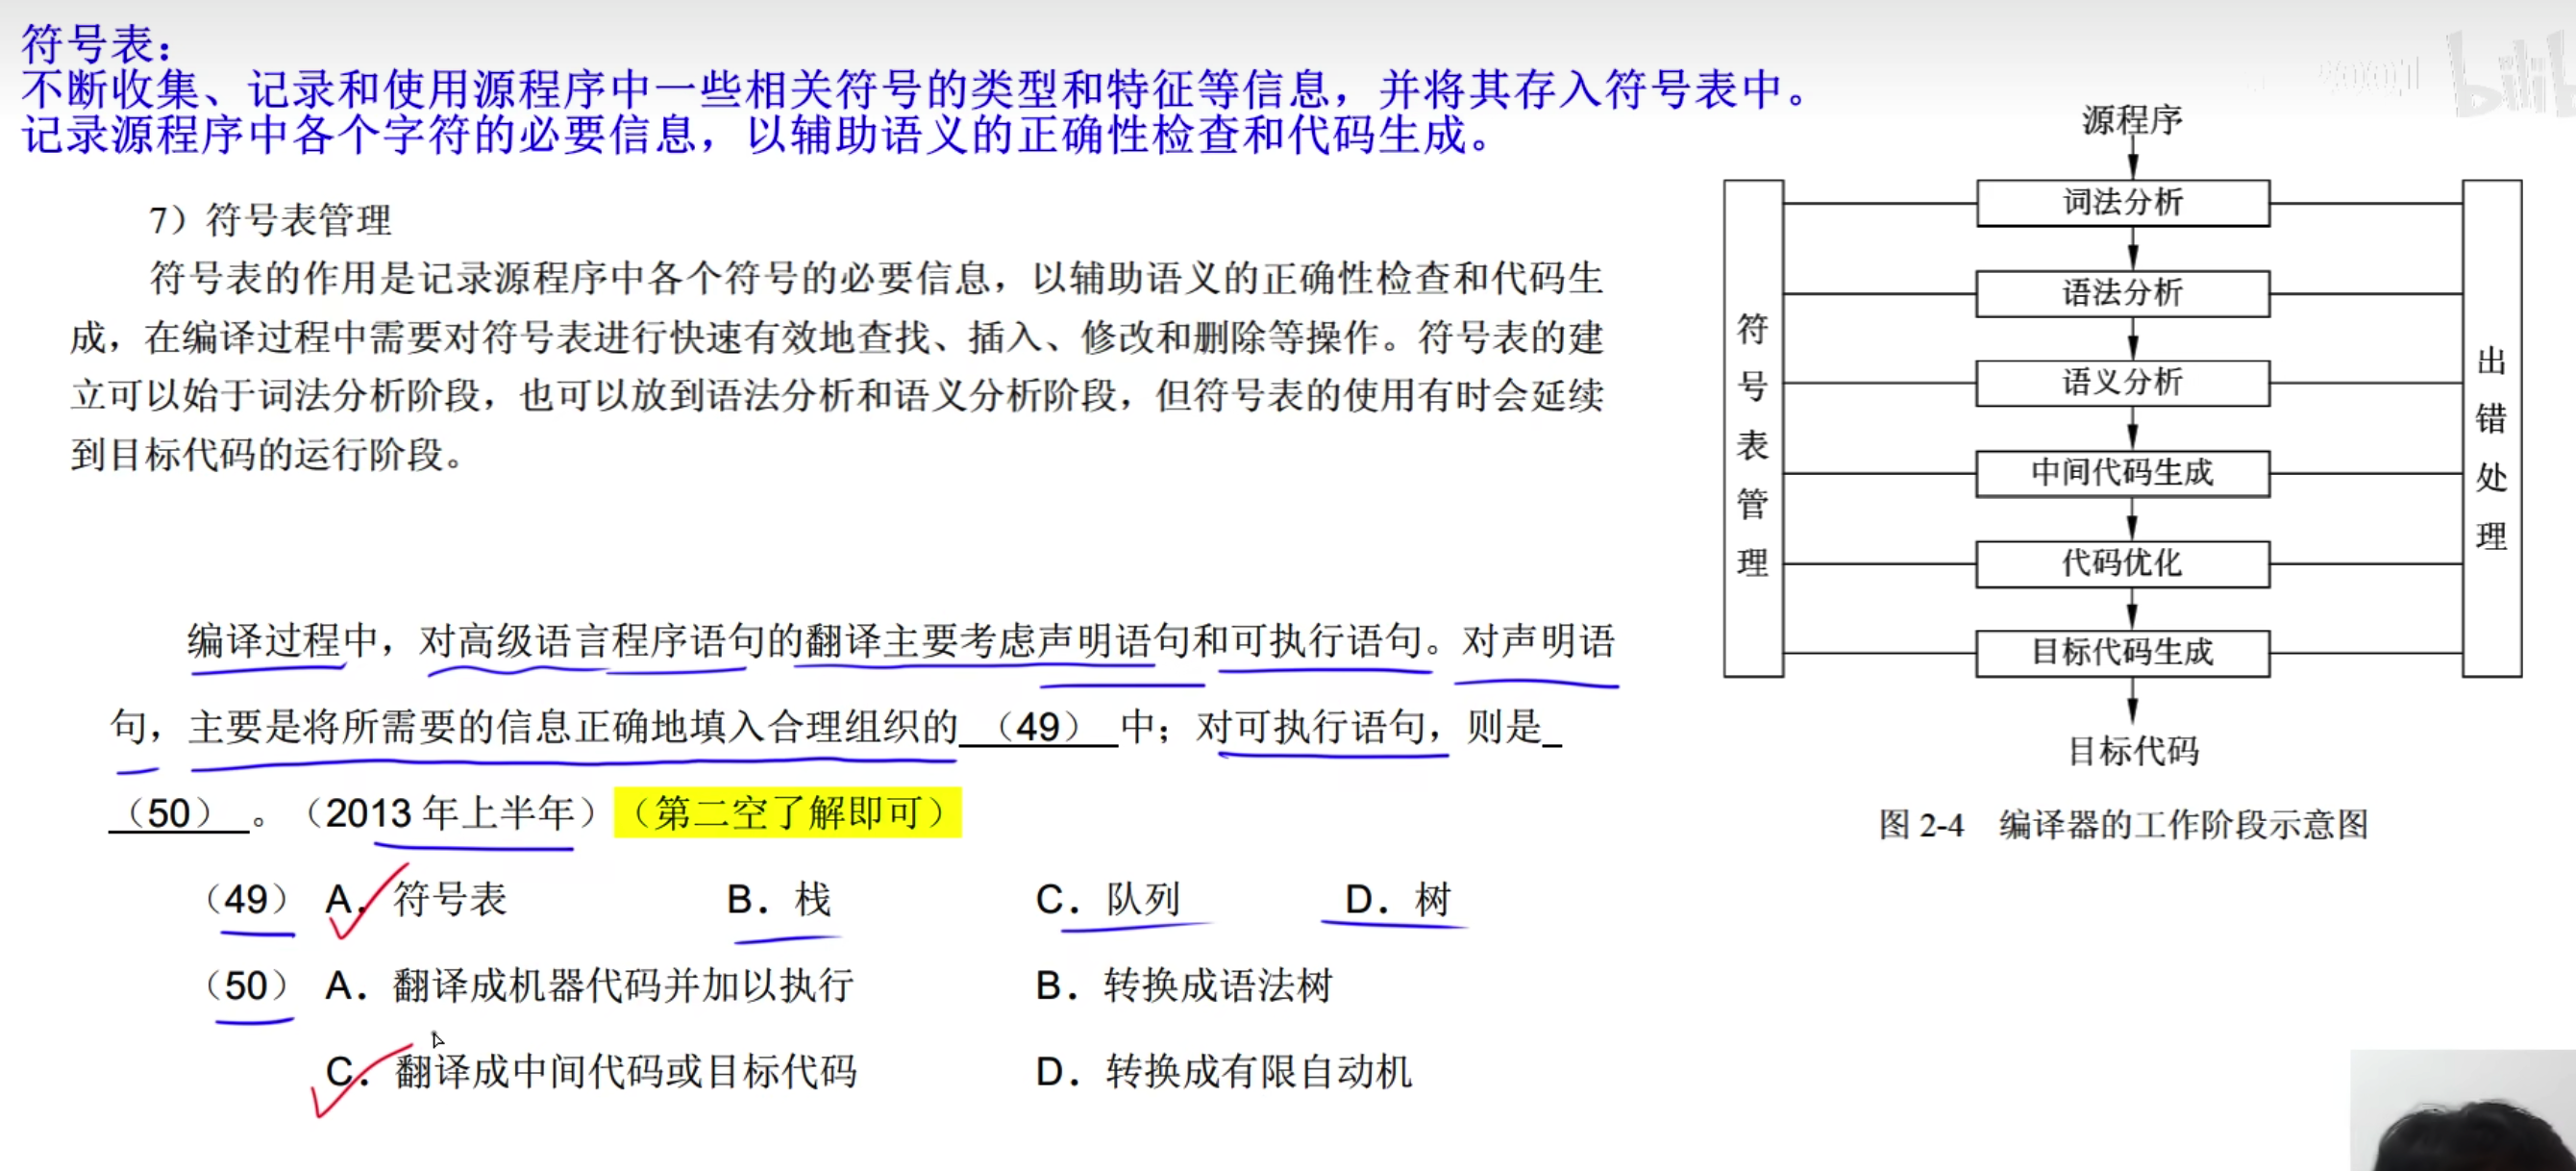 符号表：
不断收集、记录和使用源程序中一些相关符号的类型和特征等信息，并将其存入符号表中。
记录源程序中各个字符的必要信息，以辅助语义的正确性检查和代码生成。
7）符号表管理
符号表的作用是记录源程序中各个符号的必要信息，以辅助语义的正确性检查和代码生
成，在编译过程中需要对符号表进行快速有效地查找、插入、修改和删除等操作。符号表的建
立可以始于词法分析阶段，也可以放到语法分析和语义分析阶段，但符号表的使用有时会延续
到目标代码的运行阶段。
编译过程中，对高级语言程序语句的翻译主要考虑声明语句和可执行语句。对声明语
句，主要是将所需要的信息正确地填入合理组织的（49）中；对可执行语句，则是
（50）。（2013 年上半年）（第二空了解即可）
（49） A．符号表 B．栈 C．队列 D．树
（50） A．翻译成机器代码并加以执行 B．转换成语法树
C．翻译成中间代码或目标代码 D．转换成有限自动机
源程序
词法分析
语法分析
语义分析
中间代码生成
代码优化
目标代码生成
目标代码
符号表管理
出错处理
图 2-4 编译器的工作阶段示意图